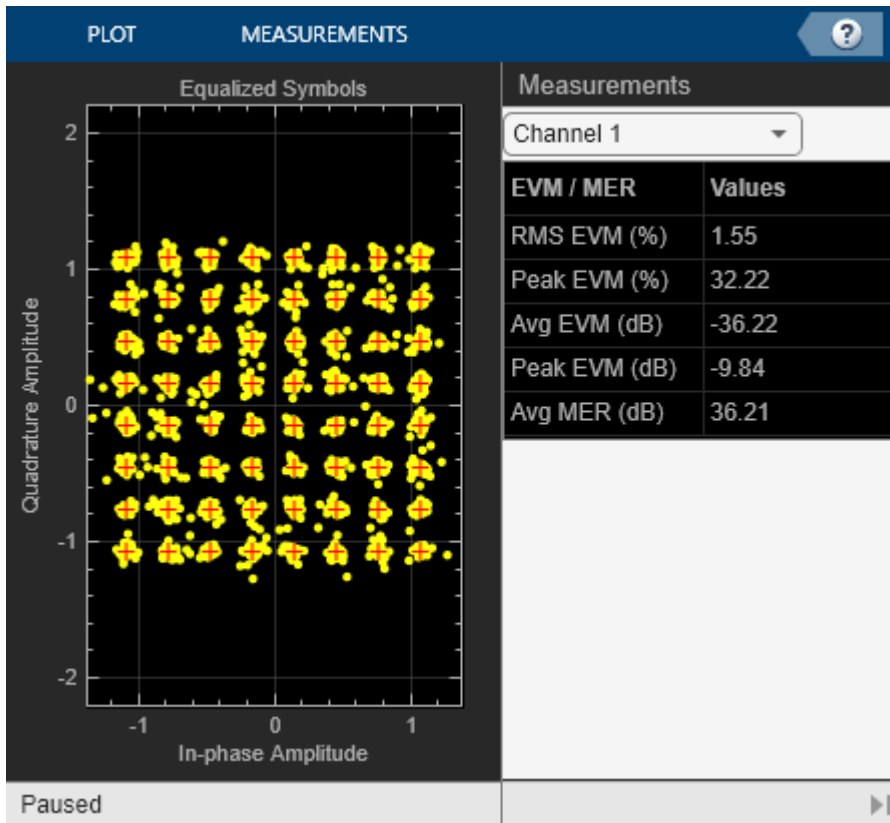 PLOT MEASUREMENTS ?
Equalized Symbols
2
1
0
-1
-2
Quadrature Amplitude
-1 0 1
In-phase Amplitude
Measurements
Channel 1
EVM / MER Values
RMS EVM (%) 1.55
Peak EVM (%) 32.22
Avg EVM (dB) -36.22
Peak EVM (dB) -9.84
Avg MER (dB) 36.21
Paused